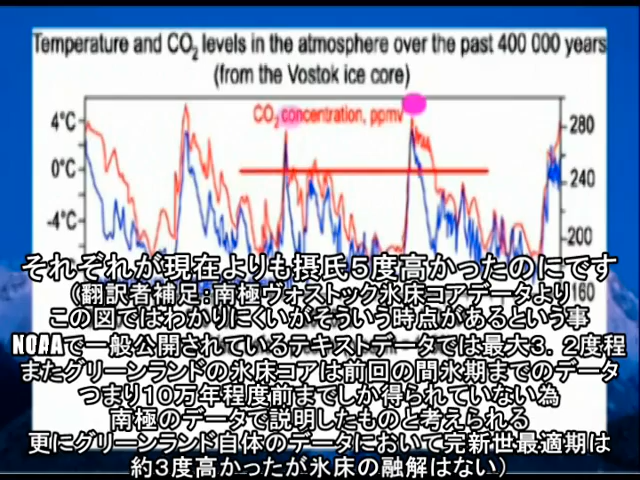 Temperature and CO2 levels in the atmosphere over the past 400 000 years
(from the Vostok ice core)
CO2 concentration, ppmv
4°C
280
0°C
240
-4°C
200
160
それぞれが現在よりも摂氏5度高かったのにです
(翻訳者補足:南極ヴォストック氷床コアデータより
この図ではわかりにくいがそういう時点があるという事
NOAAで一般公開されているテキストデータでは最大3.2度程
またグリーンランドの氷床コアは前回の間氷期までのデータ
つまり10万年程度前までしか得られていない為
南極のデータで説明したものと考えられる
更にグリーンランド自体のデータにおいて完新世最適期は
約3度高かったが氷床の融解はない)